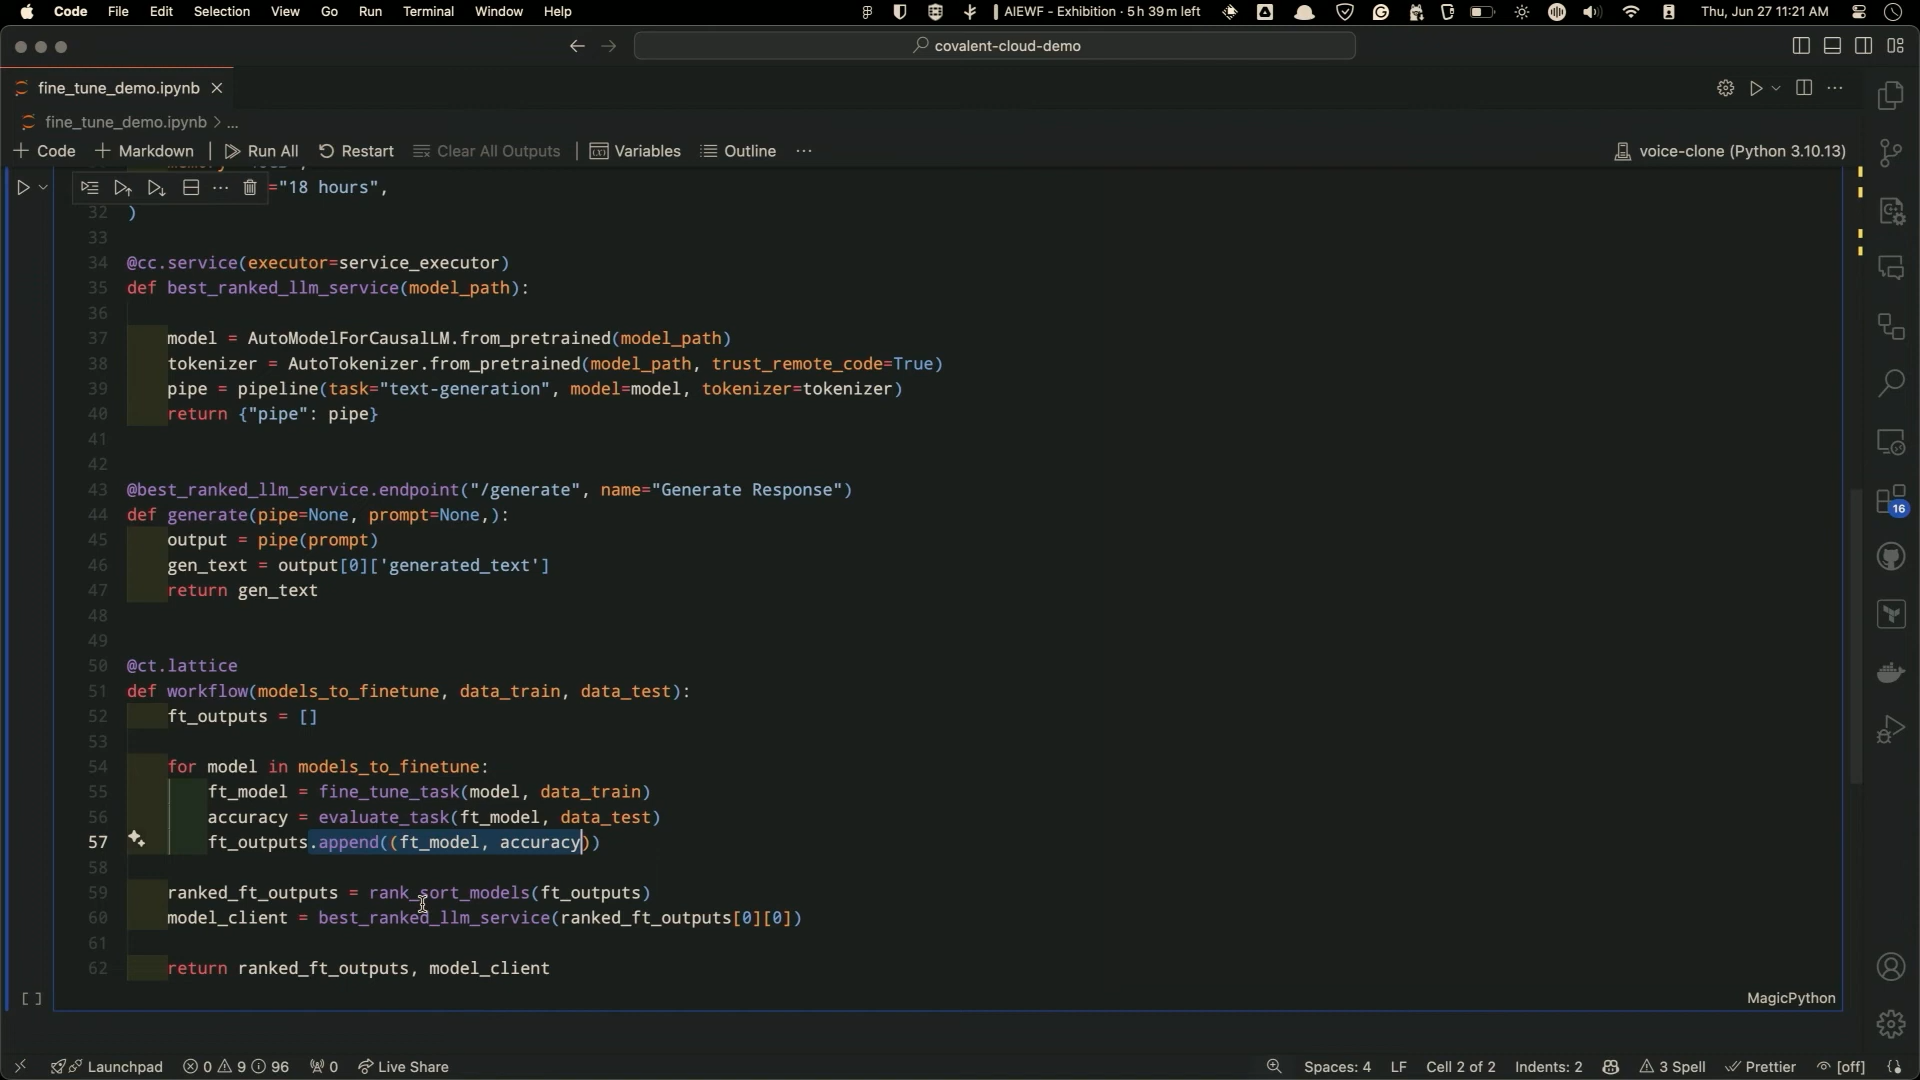 Code File Edit Selection View Go Run Terminal Window Help AIEWF - Exhibition · 5 h 39 m left Thu, Jun 27 11:21 AM
covalent-cloud-demo
fine_tune_demo.ipynb
fine_tune_demo.ipynb > ...
+ Code + Markdown Run All Restart Clear All Outputs Variables Outline ... voice-clone (Python 3.10.13)
="18 hours",
32 )
33
34 @cc.service(executor=service_executor)
35 def best_ranked_llm_service(model_path):
36
37     model = AutoModelForCausalLM.from_pretrained(model_path)
38     tokenizer = AutoTokenizer.from_pretrained(model_path, trust_remote_code=True)
39     pipe = pipeline(task="text-generation", model=model, tokenizer=tokenizer)
40     return {"pipe": pipe}
41
42
43 @best_ranked_llm_service.endpoint("/generate", name="Generate Response")
44 def generate(pipe=None, prompt=None,):
45     output = pipe(prompt)
46     gen_text = output[0]['generated_text']
47     return gen_text
48
49
50 @ct.lattice
51 def workflow(models_to_finetune, data_train, data_test):
52     ft_outputs = []
53
54     for model in models_to_finetune:
55         ft_model = fine_tune_task(model, data_train)
56         accuracy = evaluate_task(ft_model, data_test)
57         ft_outputs.append((ft_model, accuracy))
58
59     ranked_ft_outputs = rank_sort_models(ft_outputs)
60     model_client = best_ranked_llm_service(ranked_ft_outputs[0][0])
61
62     return ranked_ft_outputs, model_client
[ ] MagicPython
16
Launchpad 0 9 96 0 Live Share Spaces: 4 LF Cell 2 of 2 Indents: 2 3 Spell Prettier [off]